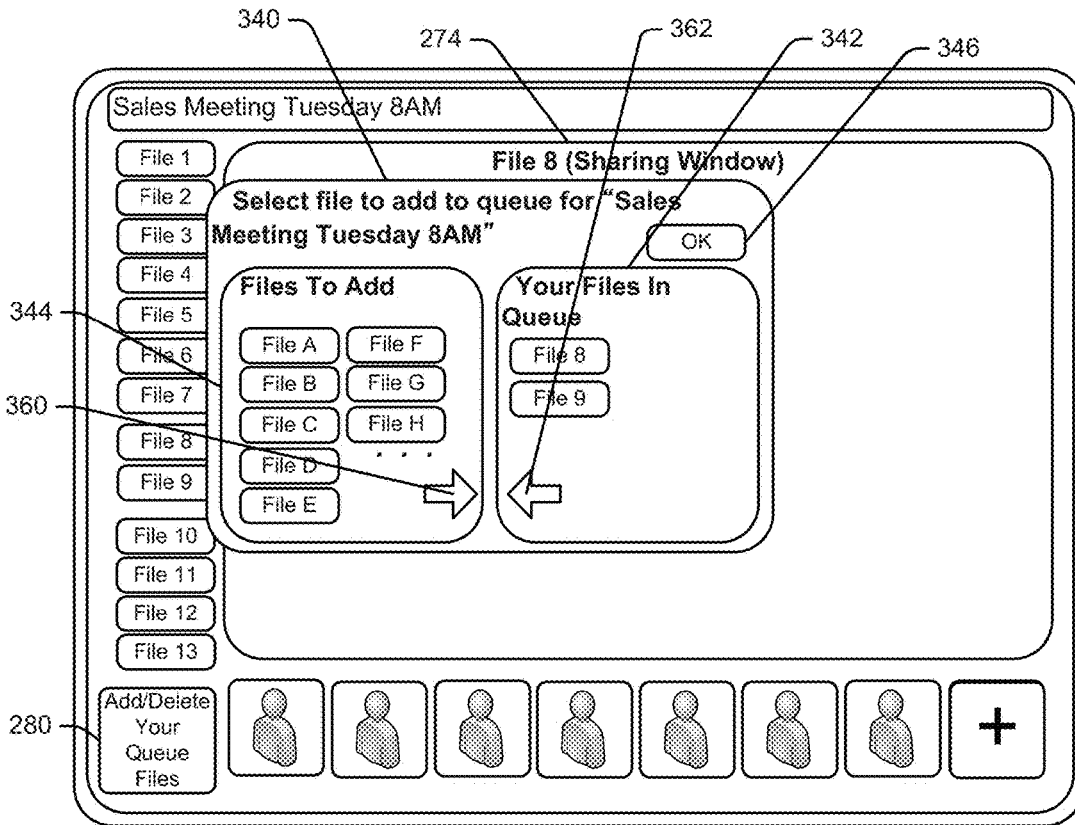 340
274
362
342
346
Sales Meeting Tuesday 8AM
File 1
File 2
File 3
File 4
File 5
File 6
File 7
File 8
File 9
File 10
File 11
File 12
File 13
File 8 (Sharing Window)
Select file to add to queue for “Sales
Meeting Tuesday 8AM”
OK
Files To Add
File A
File B
File C
File D
File E
File F
File G
File H
. . .
Your Files In
Queue
File 8
File 9
344
360
280
Add/Delete
Your
Queue
Files
+